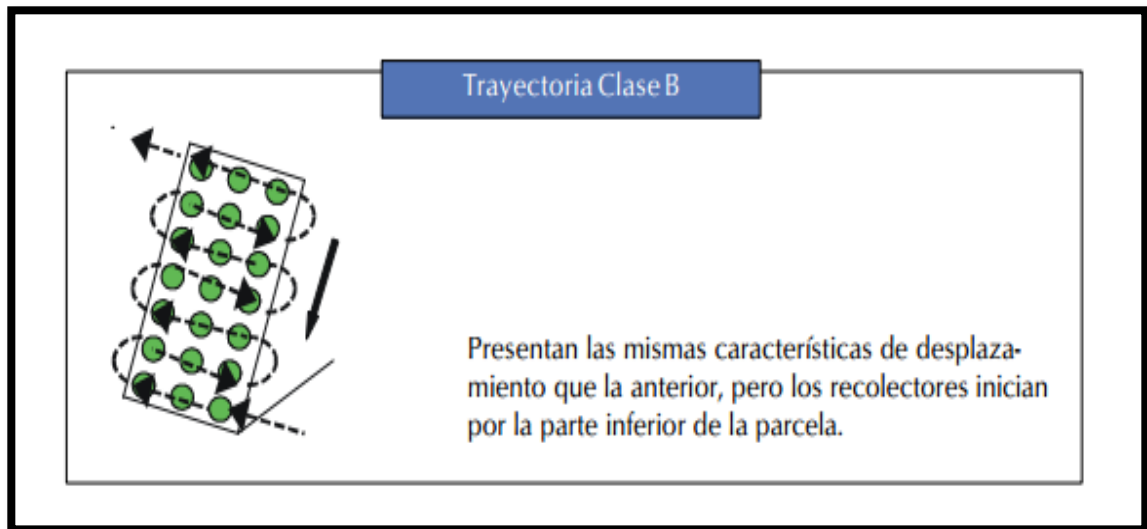 Trayectoria Clase B
Presentan las mismas características de desplaza-
miento que la anterior, pero los recolectores inician
por la parte inferior de la parcela.